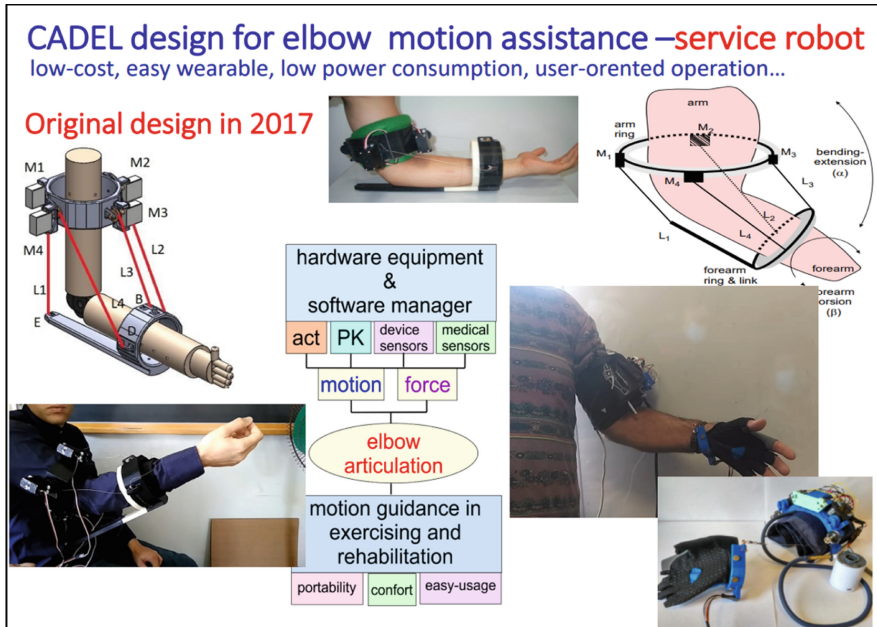 CADEL design for elbow motion assistance –service robot
low-cost, easy wearable, low power consumption, user-orented operation…
Original design in 2017
M1
M2
M3
M4
L1
L2
L3
L4
B
D
E
arm
arm
ring
M1
M2
M3
M4
L1
L2
L3
L4
bending-
extension
(α)
forearm
ring & link
forearm
orearm
orsion
(β)
hardware equipment
&
software manager
act
PK
device
sensors
medical
sensors
motion
force
elbow
articulation
motion guidance in
exercising and
rehabilitation
portability
confort
easy-usage